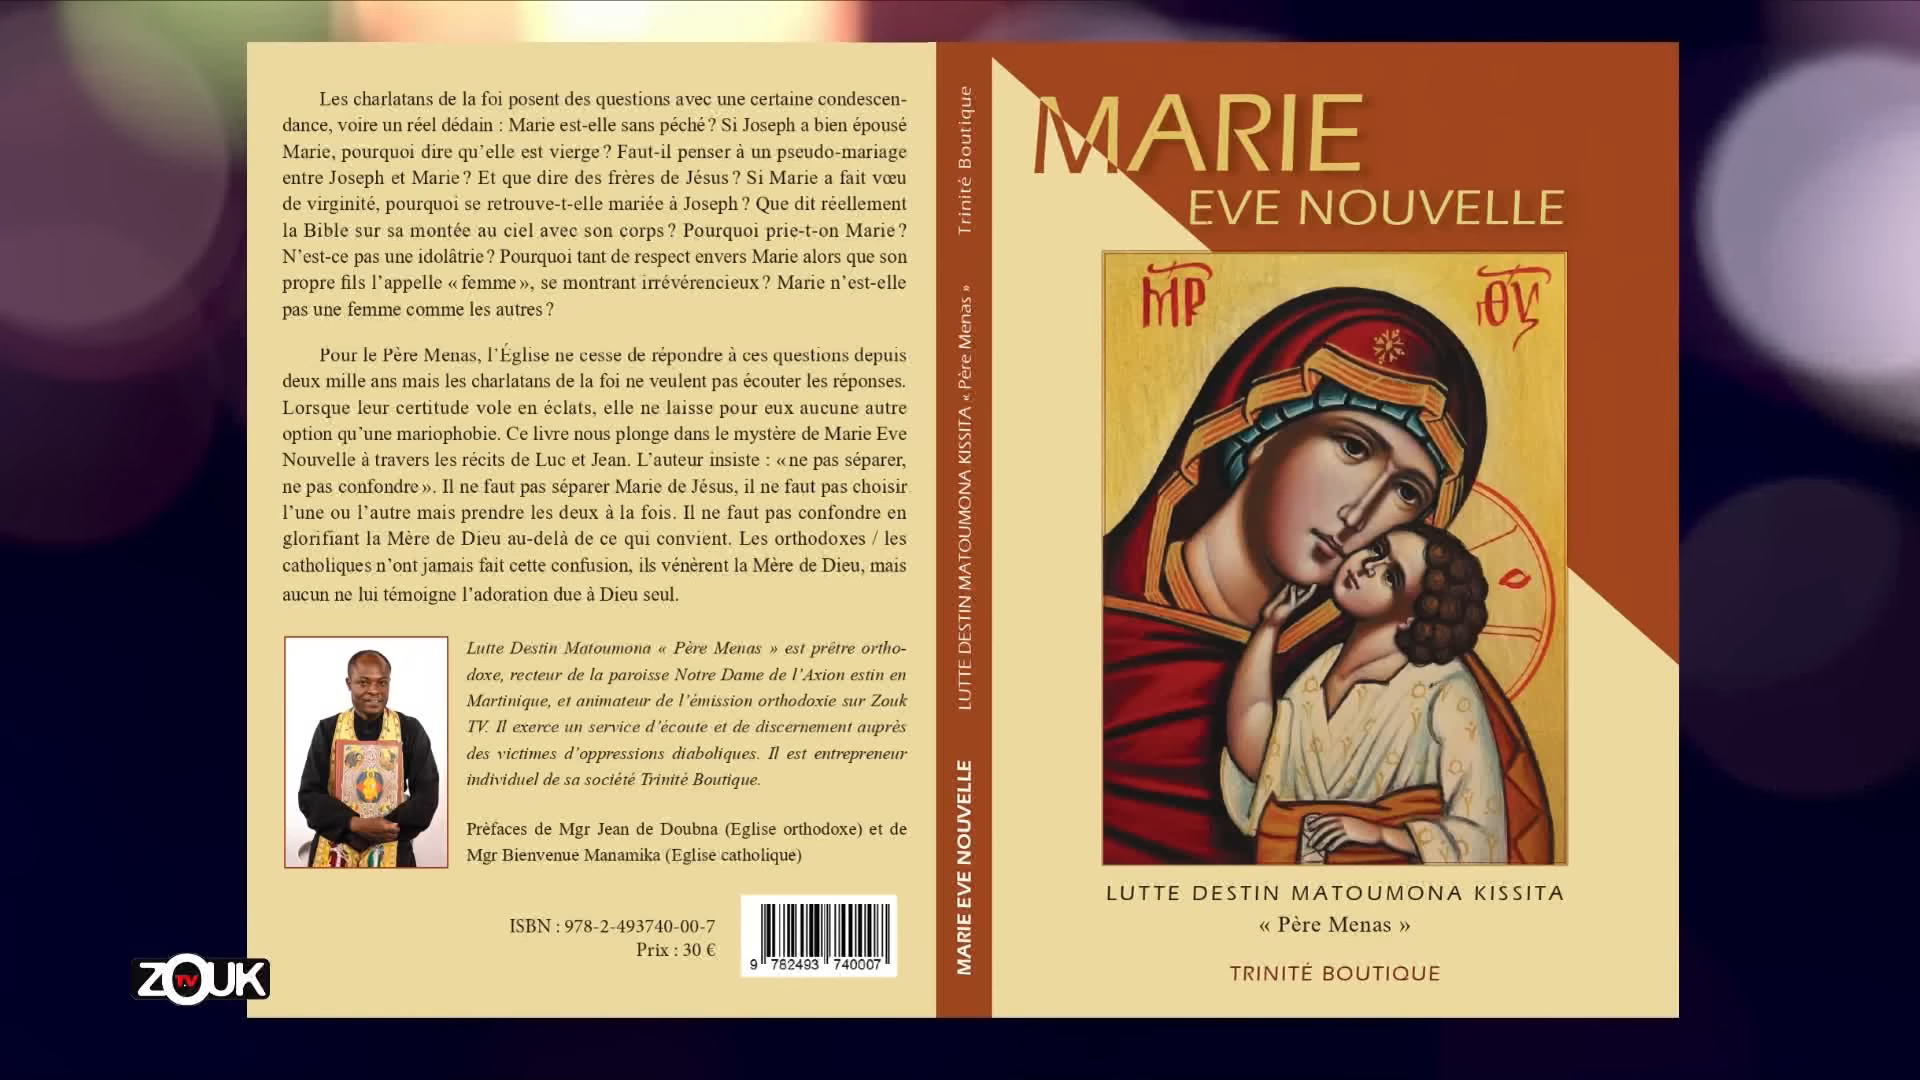 Les charlatans de la foi posent des questions avec une certaine condescen-
dance, voire un réel dédain : Marie est-elle sans péché ? Si Joseph a bien épousé
Marie, pourquoi dire qu’elle est vierge ? Faut-il penser à un pseudo-mariage
entre Joseph et Marie ? Et que dire des frères de Jésus ? Si Marie a fait vœu
de virginité, pourquoi se retrouve-t-elle mariée à Joseph ? Que dit réellement
la Bible sur sa montée au ciel avec son corps ? Pourquoi prie-t-on Marie ?
N’est-ce pas une idolâtrie ? Pourquoi tant de respect envers Marie alors que son
propre fils l’appelle « femme », se montrant irrévérencieux ? Marie n’est-elle
pas une femme comme les autres ?
Pour le Père Menas, l’Église ne cesse de répondre à ces questions depuis
deux mille ans mais les charlatans de la foi ne veulent pas écouter les réponses.
Lorsque leur certitude vole en éclats, elle ne laisse pour eux aucune autre
option qu’une mariophobie. Ce livre nous plonge dans le mystère de Marie Eve
Nouvelle à travers les récits de Luc et Jean. L’auteur insiste : « ne pas séparer,
ne pas confondre ». Il ne faut pas séparer Marie de Jésus, il ne faut pas choisir
l’une ou l’autre mais prendre les deux à la fois. Il ne faut pas confondre en
glorifiant la Mère de Dieu au-delà de ce qui convient. Les orthodoxes / les
catholiques n’ont jamais fait cette confusion, ils vénèrent la Mère de Dieu, mais
aucun ne lui témoigne l’adoration due à Dieu seul.
Lutte Destin Matoumona « Père Menas » est prêtre ortho-
doxe, recteur de la paroisse Notre Dame de l’Axion estin en
Martinique, et animateur de l’émission orthodoxie sur Zouk
TV. Il exerce un service d’écoute et de discernement auprès
des victimes d’oppressions diaboliques. Il est entrepreneur
individuel de sa société Trinité Boutique.
Préfaces de Mgr Jean de Doubna (Eglise orthodoxe) et de
Mgr Bienvenue Manamika (Eglise catholique)
ISBN : 978-2-493740-00-7
Prix : 30 €
9 782493 740007
MARIE EVE NOUVELLE LUTTE DESTIN MATOUMONA KISSITA « Père Menas » Trinité Boutique
MARIE
EVE NOUVELLE
ΜΡ ΘΥ
LUTTE DESTIN MATOUMONA KISSITA
« Père Menas »
TRINITÉ BOUTIQUE
ZOUK TV